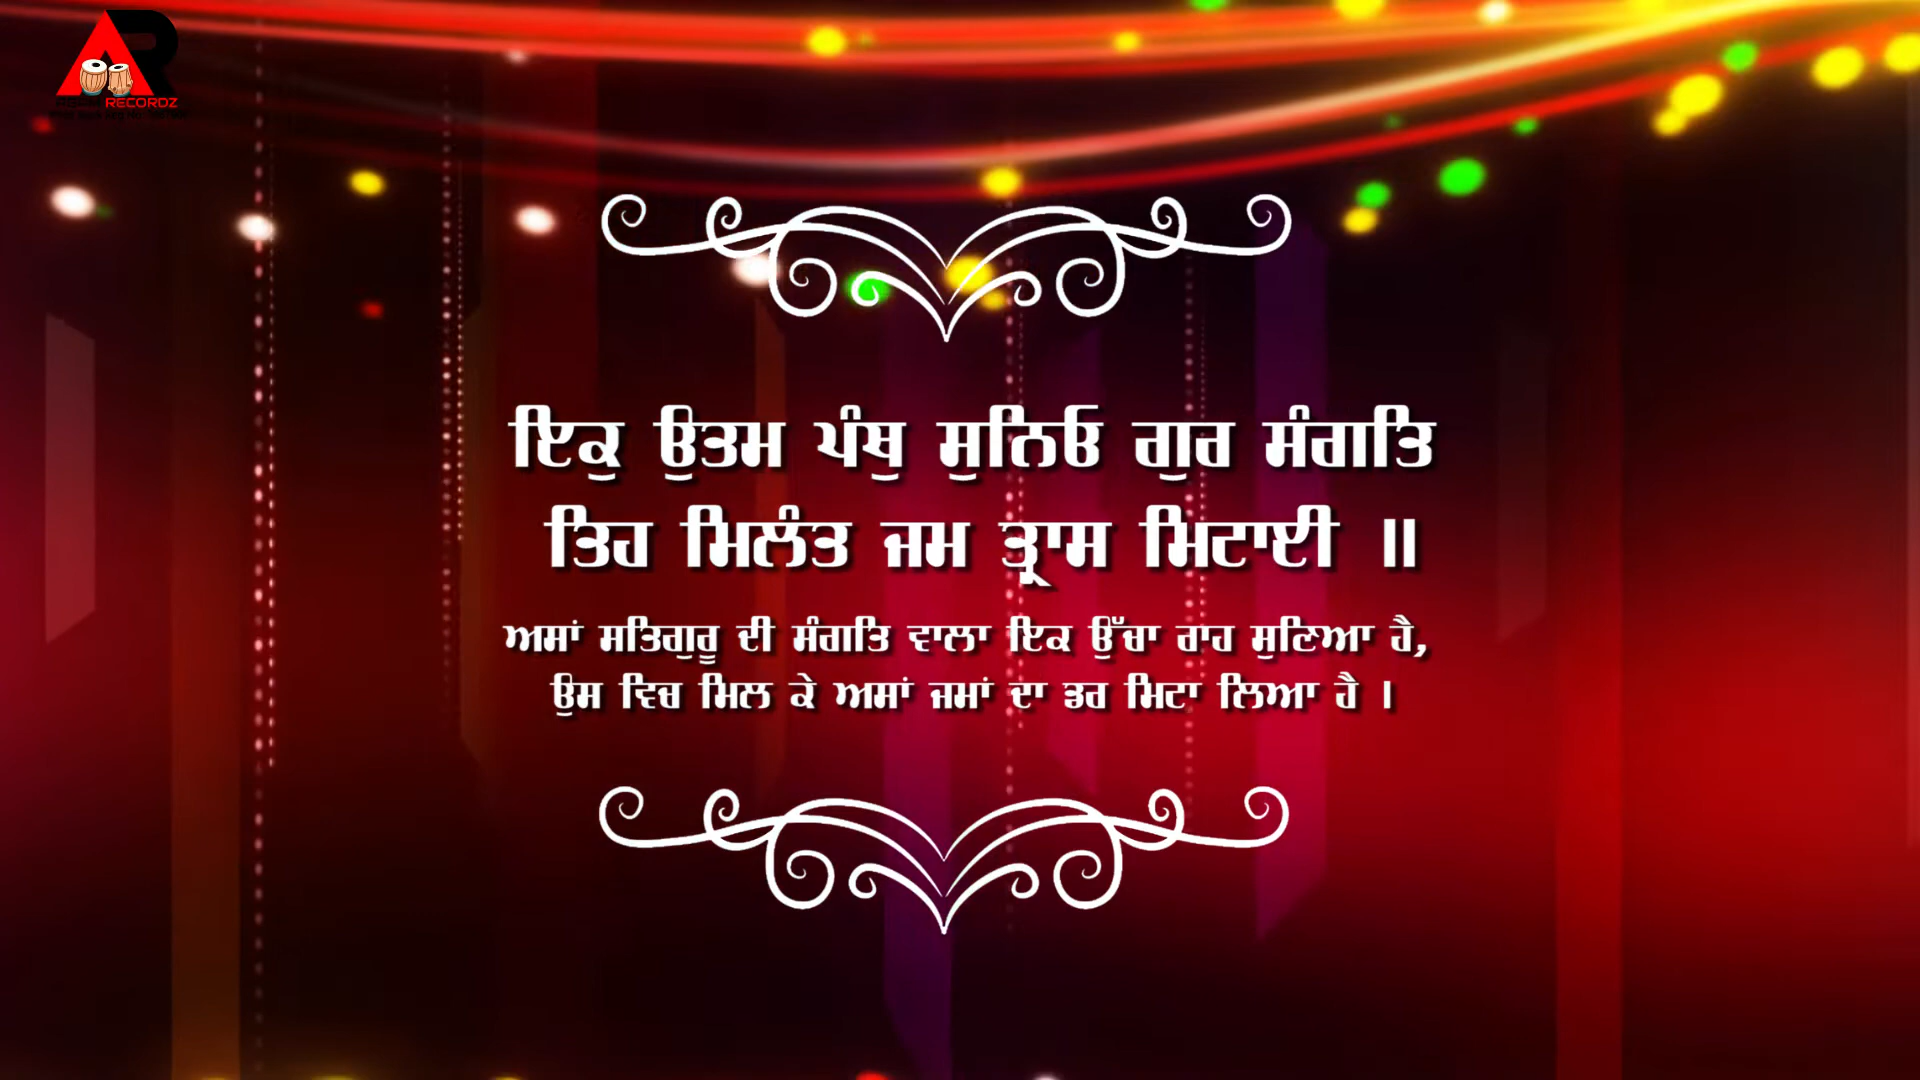 RECORDZ
ਇਕੁ ਉਤਮ ਪੰਥੁ ਸੁਨਿਓ ਗੁਰ ਸੰਗਤਿ
ਤਿਹ ਮਿਲੰਤ ਜਮ ਤ੍ਰਾਸ ਮਿਟਾਈ ॥
ਅਸਾਂ ਸਤਿਗੁਰੂ ਦੀ ਸੰਗਤਿ ਵਾਲਾ ਇਕ ਉੱਚਾ ਰਾਹ ਸੁਣਿਆ ਹੈ,
ਉਸ ਵਿਚ ਮਿਲ ਕੇ ਅਸਾਂ ਜਮਾਂ ਦਾ ਡਰ ਮਿਟਾ ਲਿਆ ਹੈ ।